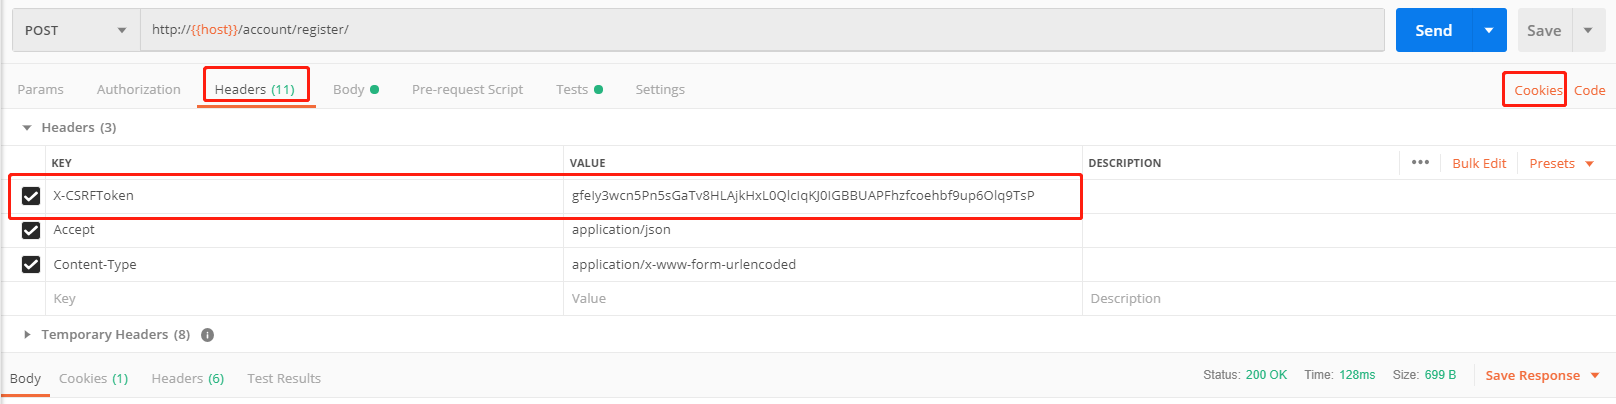 POST http://{{host}}/account/register/ Send Save
Params Authorization Headers (11) Body Pre-request Script Tests Settings Cookies Code
Headers (3)
KEY VALUE DESCRIPTION ••• Bulk Edit Presets
X-CSRFToken gfeIy3wcn5Pn5sGaTv8HLAjkHxL0QlcIqKJ0IGBBUAPFhzfcoehbf9up6Olq9TsP
Accept application/json
Content-Type application/x-www-form-urlencoded
Key Value Description
Temporary Headers (8) i
Body Cookies (1) Headers (6) Test Results Status: 200 OK Time: 128ms Size: 699 B Save Response